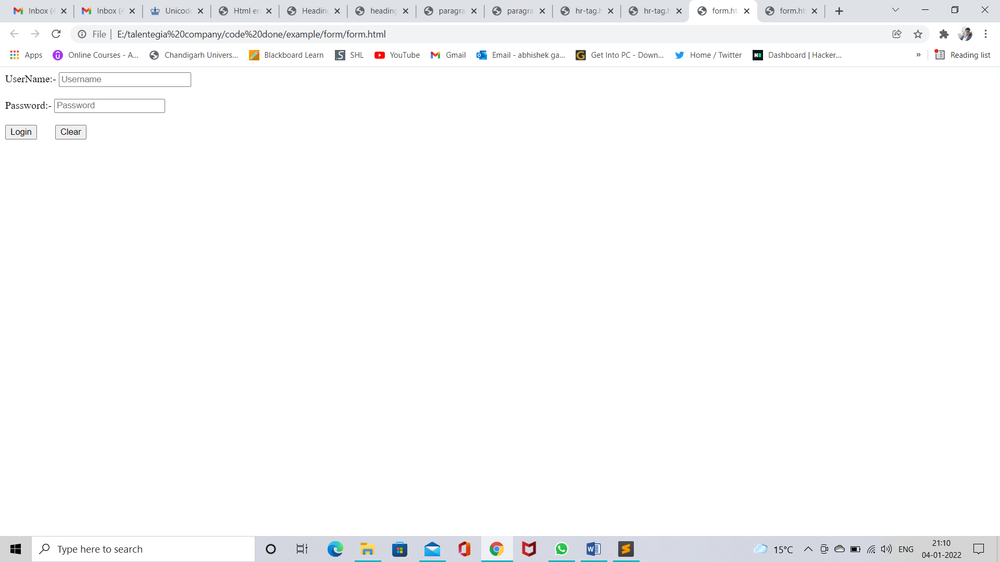 Inbox (4
Inbox (4
Unicode
Html en
Heading
heading
paragra
paragra
hr-tag.h
hr-tag.h
form.ht
form.ht
File
E:/talentegia%20company/code%20done/example/form/form.html
Apps
Online Courses - A...
Chandigarh Univers...
Blackboard Learn
SHL
YouTube
Gmail
Email - abhishek ga...
Get Into PC - Down...
Home / Twitter
Dashboard | Hacker...
»
Reading list
UserName:- Username
Password:- Password
Login Clear
Type here to search
15°C
ENG
21:10
04-01-2022